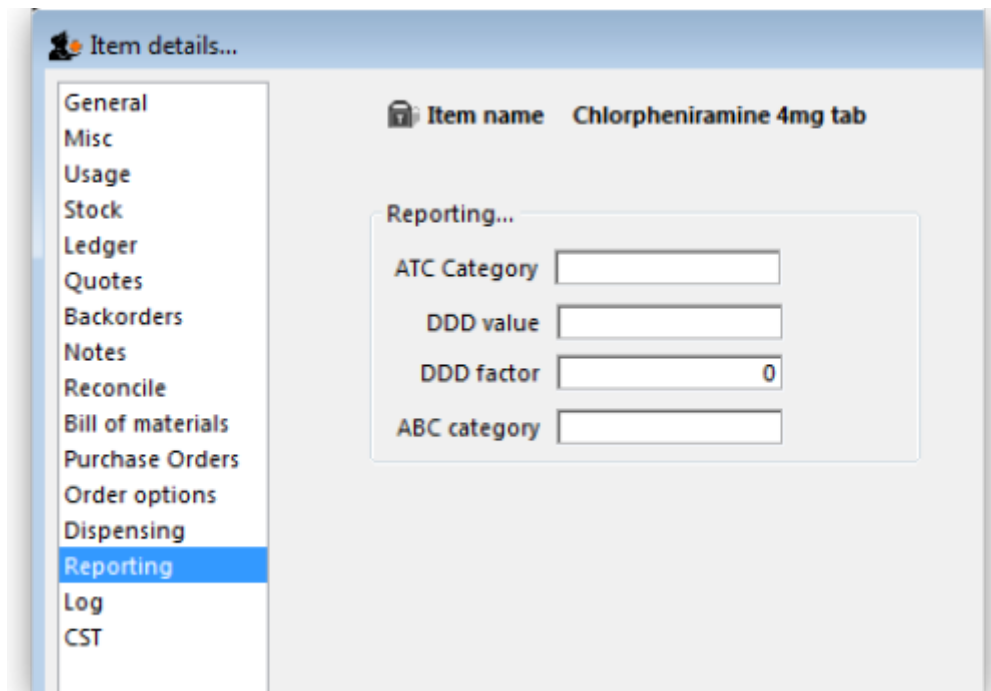 Item details...
General
Misc
Usage
Stock
Ledger
Quotes
Backorders
Notes
Reconcile
Bill of materials
Purchase Orders
Order options
Dispensing
Reporting
Log
CST
Item name Chlorpheniramine 4mg tab
Reporting...
ATC Category
DDD value
DDD factor 0
ABC category